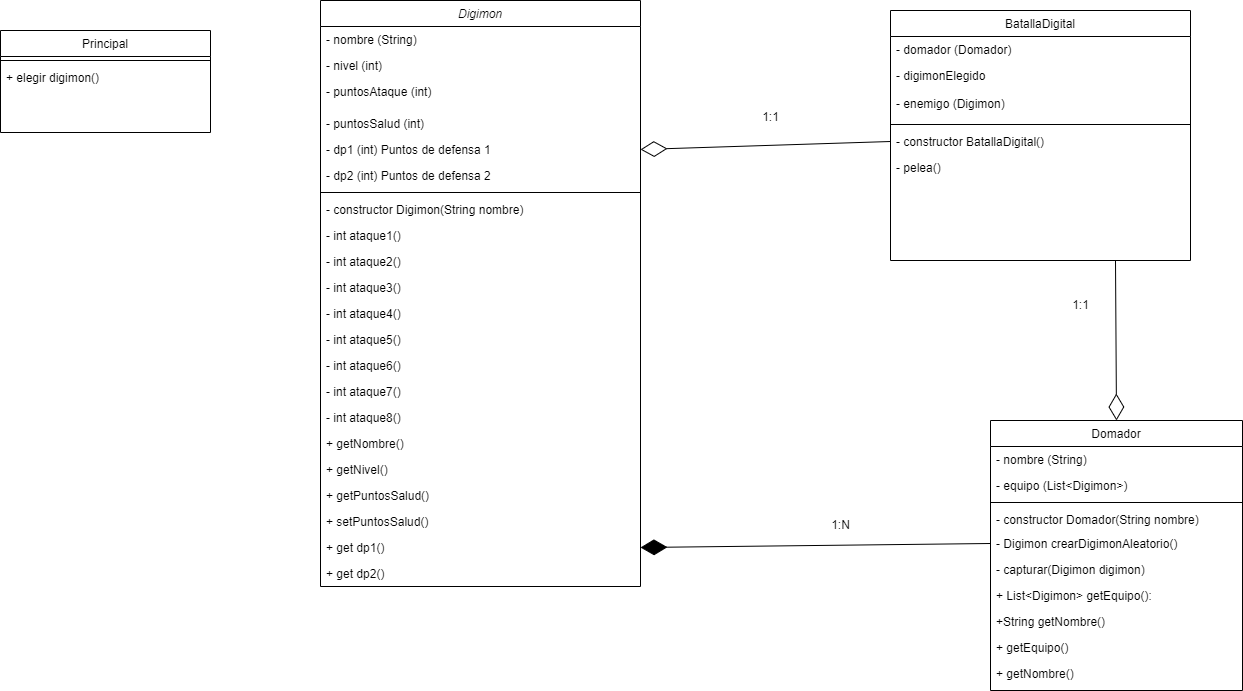 Principal
+ elegir digimon()
Digimon
- nombre (String)
- nivel (int)
- puntosAtaque (int)
- puntosSalud (int)
- dp1 (int) Puntos de defensa 1
- dp2 (int) Puntos de defensa 2
- constructor Digimon(String nombre)
- int ataque1()
- int ataque2()
- int ataque3()
- int ataque4()
- int ataque5()
- int ataque6()
- int ataque7()
- int ataque8()
+ getNombre()
+ getNivel()
+ getPuntosSalud()
+ setPuntosSalud()
+ get dp1()
+ get dp2()
1:1
BatallaDigital
- domador (Domador)
- digimonElegido
- enemigo (Digimon)
- constructor BatallaDigital()
- pelea()
1:1
1:N
Domador
- nombre (String)
- equipo (List<Digimon>)
- constructor Domador(String nombre)
- Digimon crearDigimonAleatorio()
- capturar(Digimon digimon)
+ List<Digimon> getEquipo():
+String getNombre()
+ getEquipo()
+ getNombre()